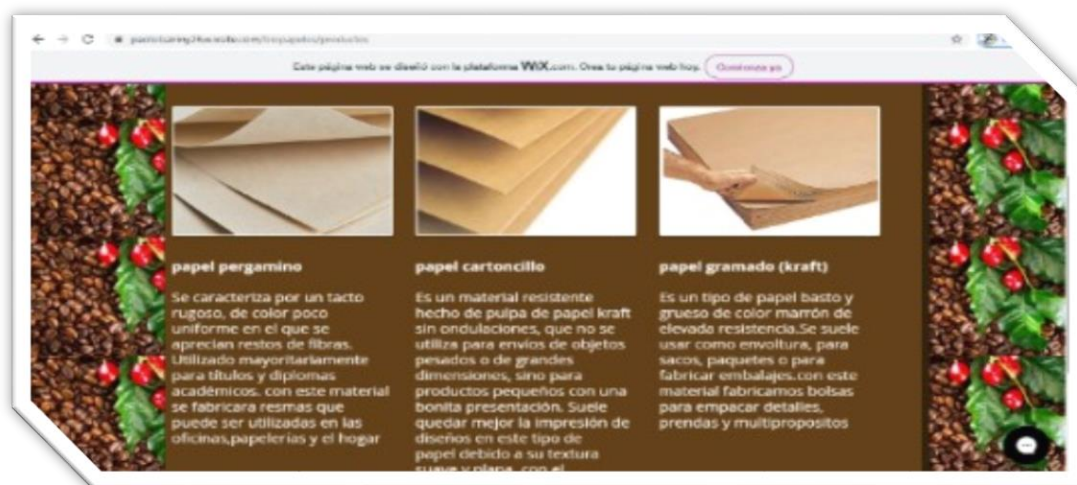 Este página web se diseñó con la plataforma WiX.com. Crea tu página web hoy. Comienza ya
papel pergamino
Se caracteriza por un tacto
rugoso, de color poco
uniforme en el que se
aprecian restos de fibras.
Utilizado mayoritariamente
para títulos y diplomas
académicos. con este material
se fabricara resmas que
puede ser utilizadas en las
oficinas,papelerías y el hogar
papel cartoncillo
Es un material resistente
hecho de pulpa de papel kraft
sin ondulaciones, que no se
utiliza para envíos de objetos
pesados o de grandes
dimensiones, sino para
productos pequeños con una
bonita presentación. Suele
quedar mejor la impresión de
diseños en este tipo de
papel debido a su textura
suave y plana. con el
papel gramado (kraft)
Es un tipo de papel basto y
grueso de color marrón de
elevada resistencia.Se suele
usar como envoltura, para
sacos, paquetes o para
fabricar embalajes.con este
material fabricamos bolsas
para empacar detalles,
prendas y multipropositos